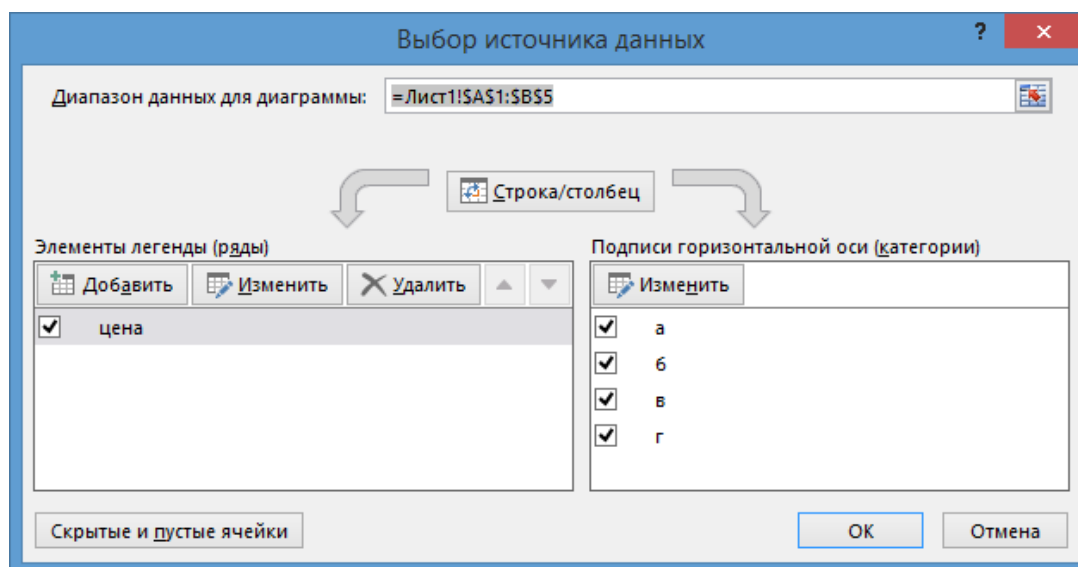 Выбор источника данных
? ×
Диапазон данных для диаграммы: =Лист1!$A$1:$B$5
Строка/столбец
Элементы легенды (ряды) Подписи горизонтальной оси (категории)
Добавить Изменить Удалить Изменить
цена а
б
в
г
Скрытые и пустые ячейки ОК Отмена